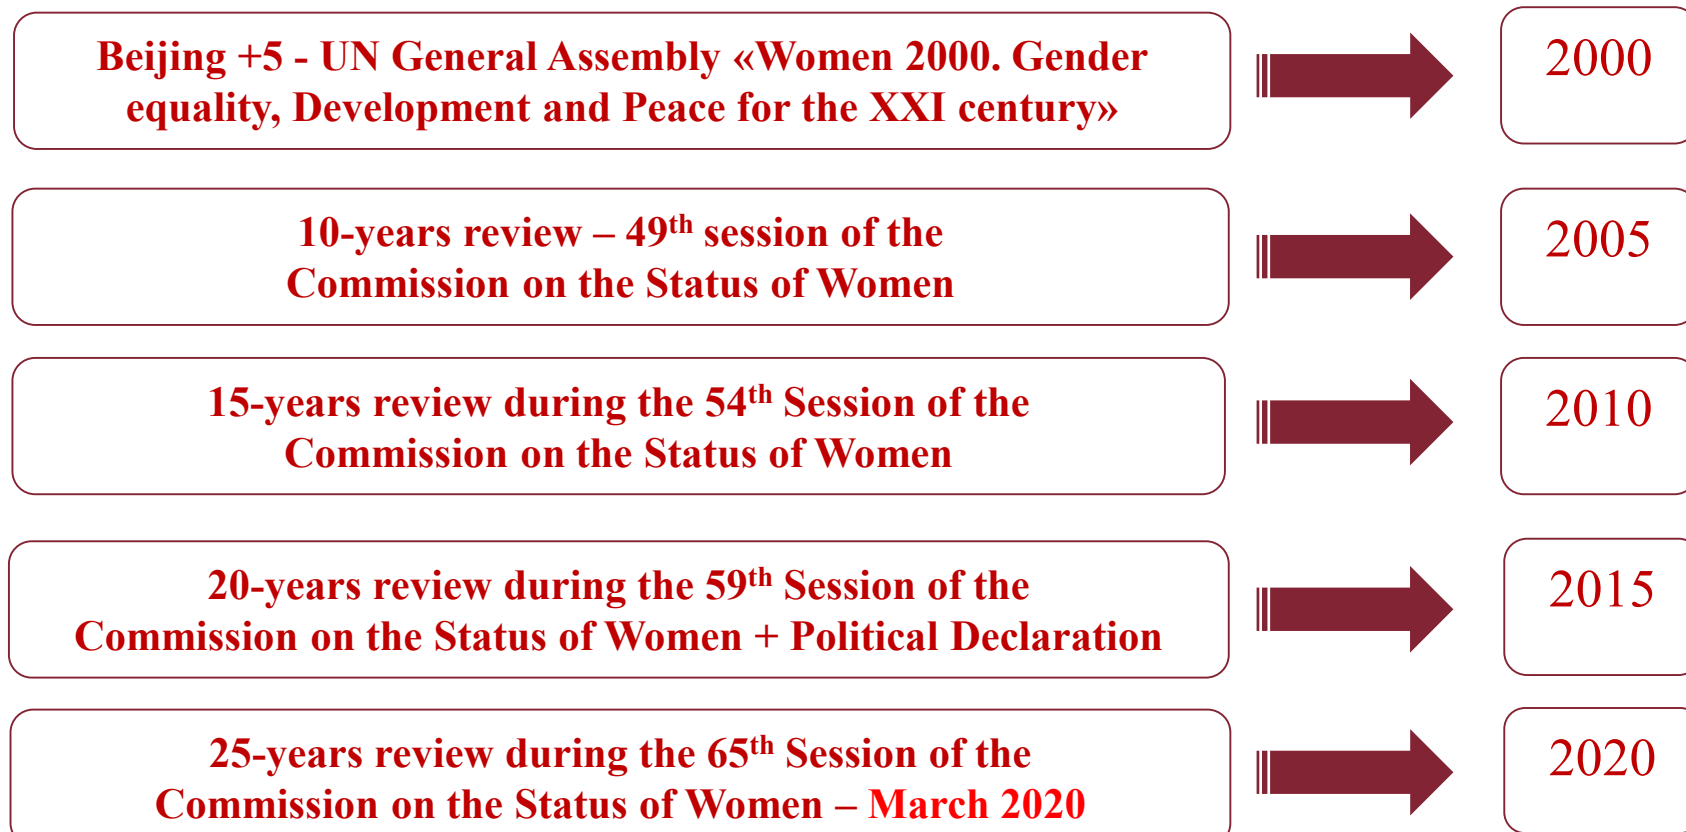 Beijing +5 - UN General Assembly «Women 2000. Gender
equality, Development and Peace for the XXI century»
2000
10-years review – 49th session of the
Commission on the Status of Women
2005
15-years review during the 54th Session of the
Commission on the Status of Women
2010
20-years review during the 59th Session of the
Commission on the Status of Women + Political Declaration
2015
25-years review during the 65th Session of the
Commission on the Status of Women – March 2020
2020